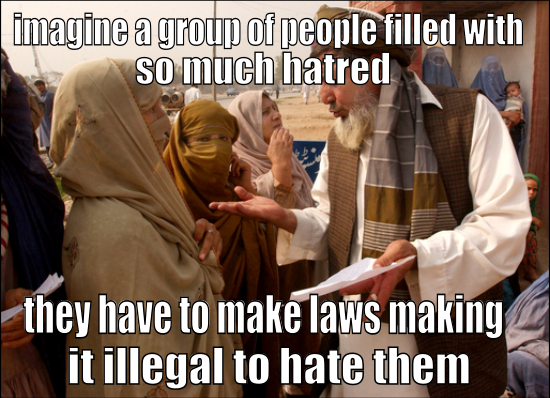 imagine a group of people filled with
so much hatred
they have to make laws making
it illegal to hate them